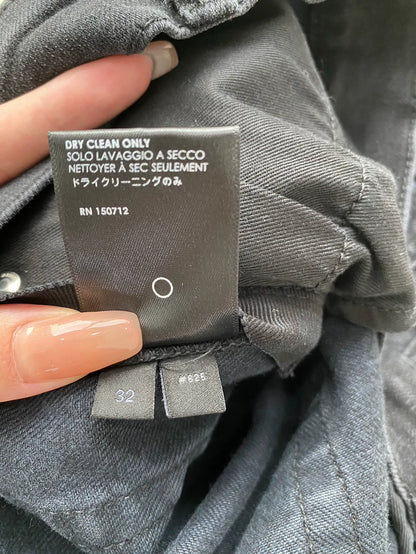 DRY CLEAN ONLY
SOLO LAVAGGIO A SECCO
NETTOYER À SEC SEULEMENT
ドライクリーニングのみ
RN 150712
32
#825